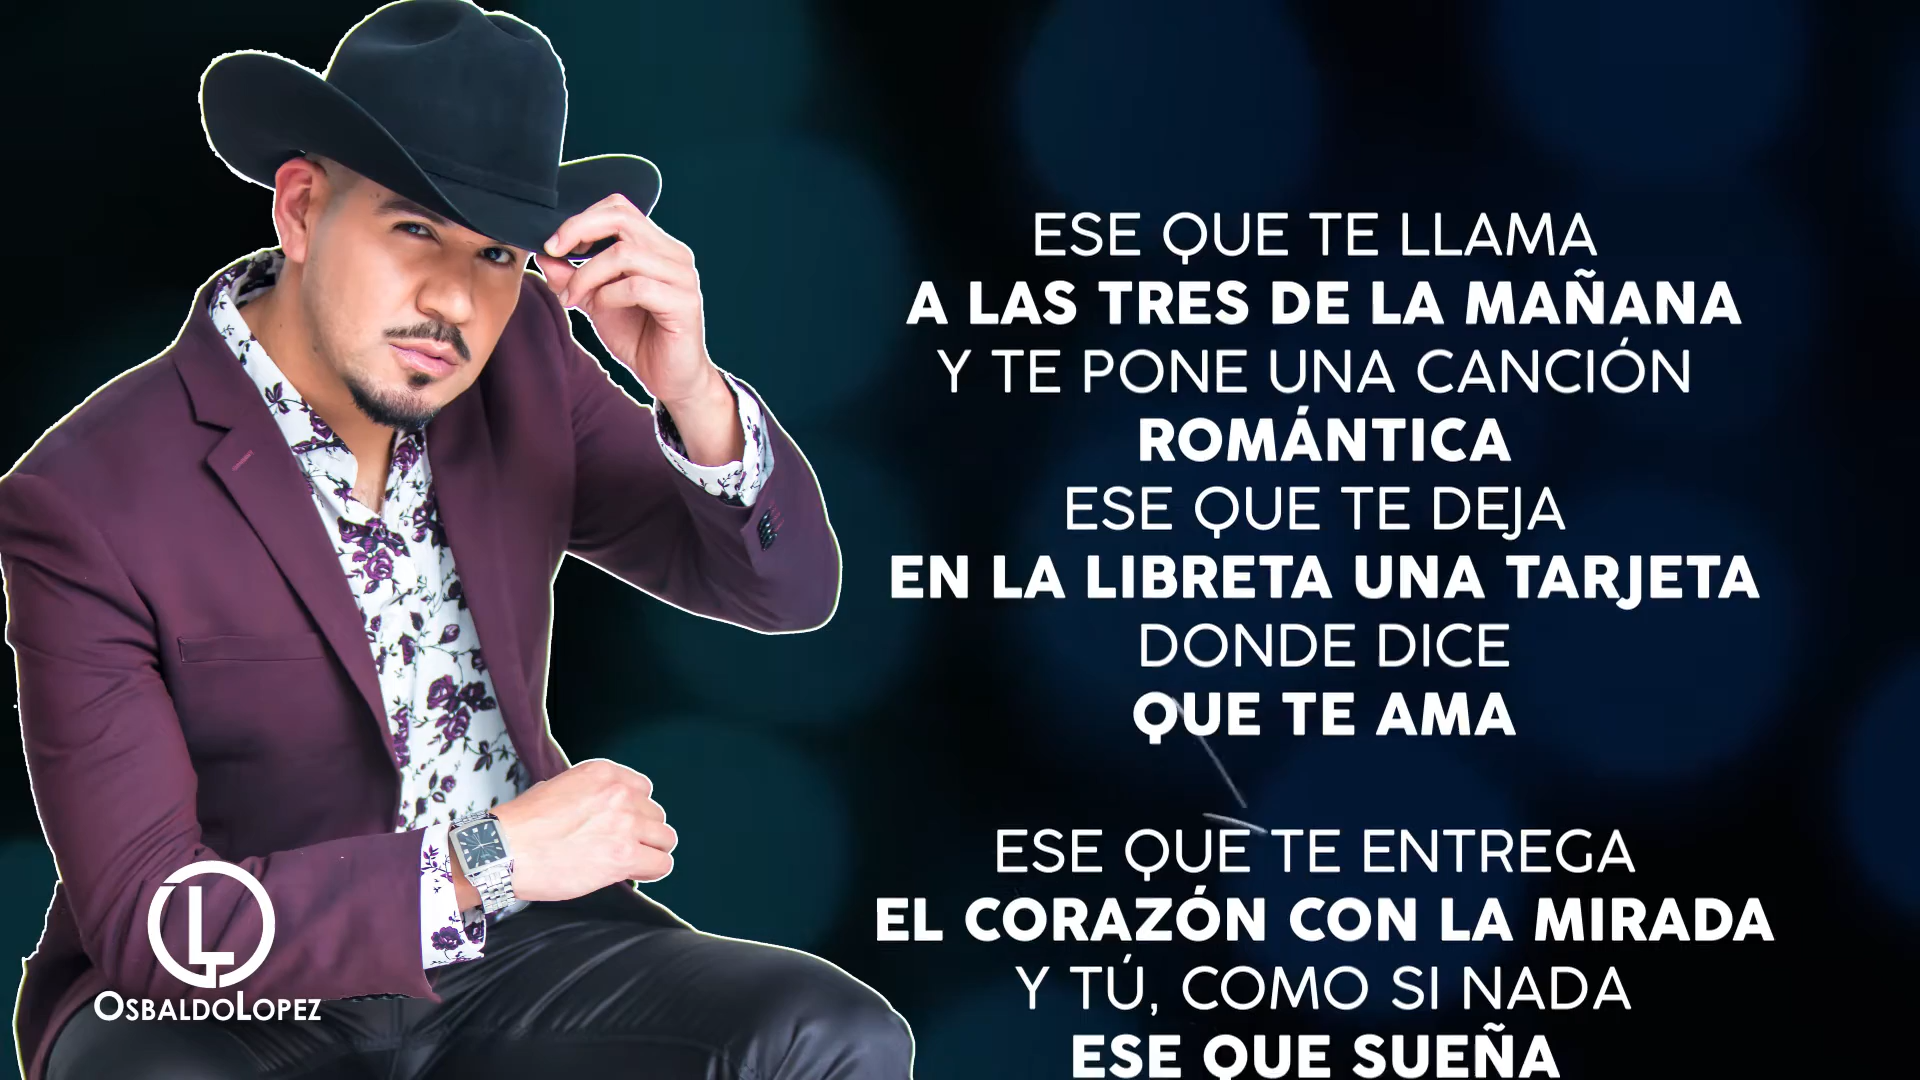 ESE QUE TE LLAMA
A LAS TRES DE LA MAÑANA
Y TE PONE UNA CANCIÓN
ROMÁNTICA
ESE QUE TE DEJA
EN LA LIBRETA UNA TARJETA
DONDE DICE
QUE TE AMA
ESE QUE TE ENTREGA
EL CORAZÓN CON LA MIRADA
Y TÚ, COMO SI NADA
ESE QUE SUEÑA
OL
OSBALDOLOPEZ